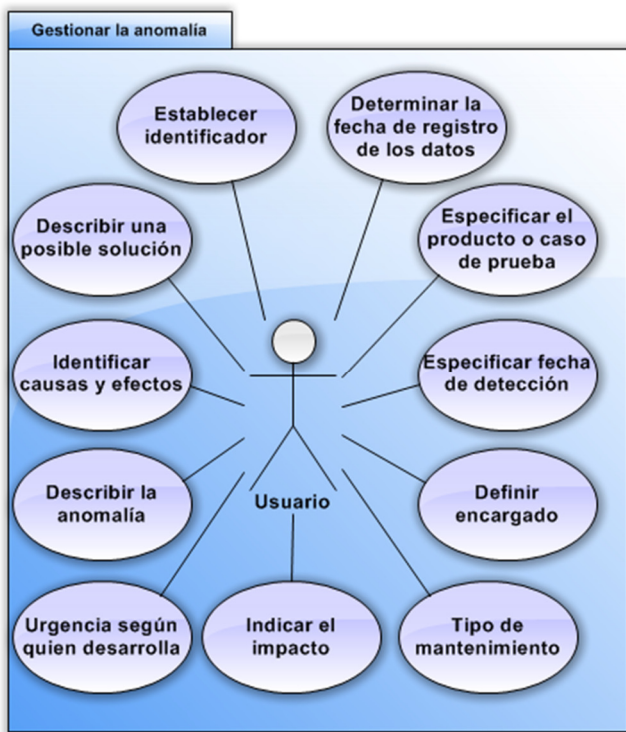 Gestionar la anomalía
Establecer
identificador
Determinar la
fecha de registro
de los datos
Describir una
posible solución
Especificar el
producto o caso
de prueba
Identificar
causas y efectos
Especificar fecha
de detección
Describir la
anomalía
Usuario
Definir
encargado
Urgencia según
quien desarrolla
Indicar el
impacto
Tipo de
mantenimiento